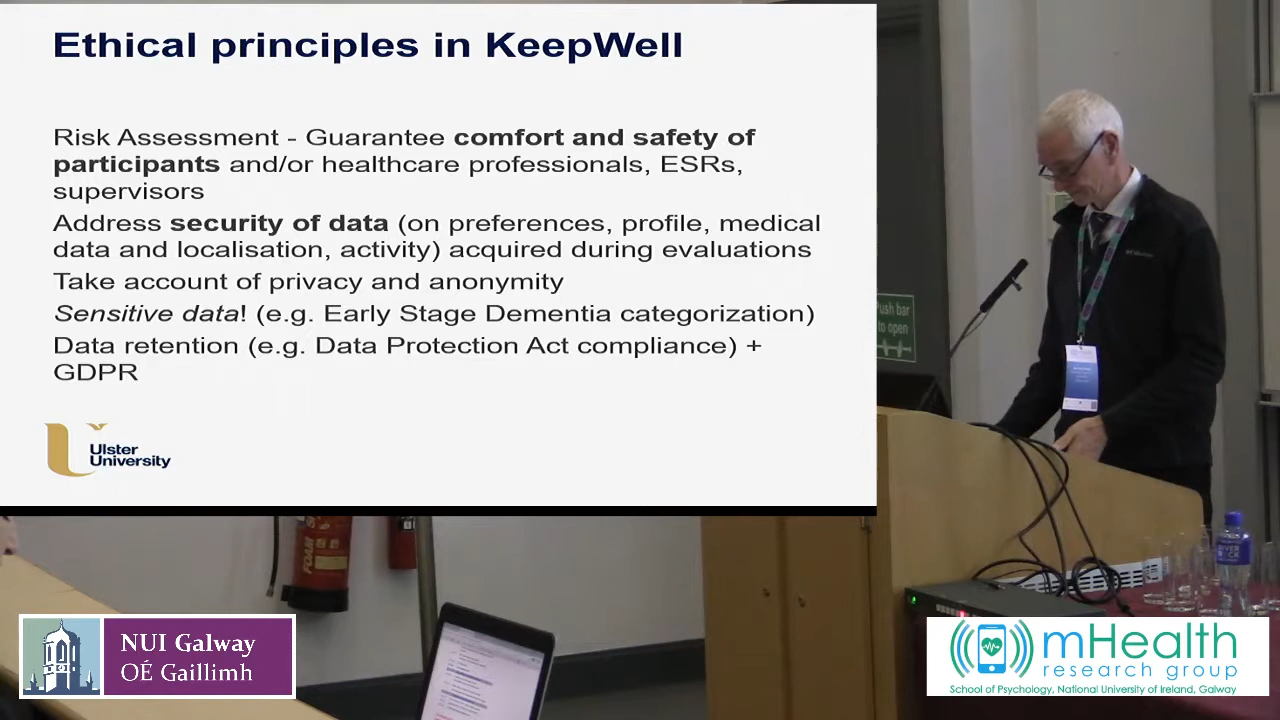 Ethical principles in KeepWell
Risk Assessment - Guarantee comfort and safety of
participants and/or healthcare professionals, ESRs,
supervisors
Address security of data (on preferences, profile, medical
data and localisation, activity) acquired during evaluations
Take account of privacy and anonymity
Sensitive data! (e.g. Early Stage Dementia categorization)
Data retention (e.g. Data Protection Act compliance) +
GDPR
Ulster
University
Push bar
to open
FOAM
NUI Galway
OÉ Gaillimh
mHealth
research group
School of Psychology, National University of Ireland, Galway